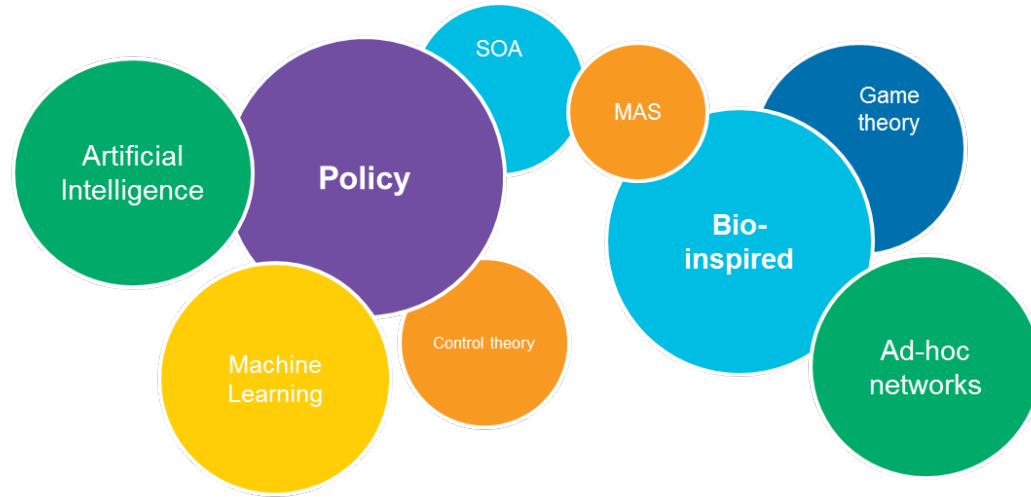 SOA
MAS
Game
theory
Artificial
Intelligence
Policy
Bio-
inspired
Machine
Learning
Control theory
Ad-hoc
networks